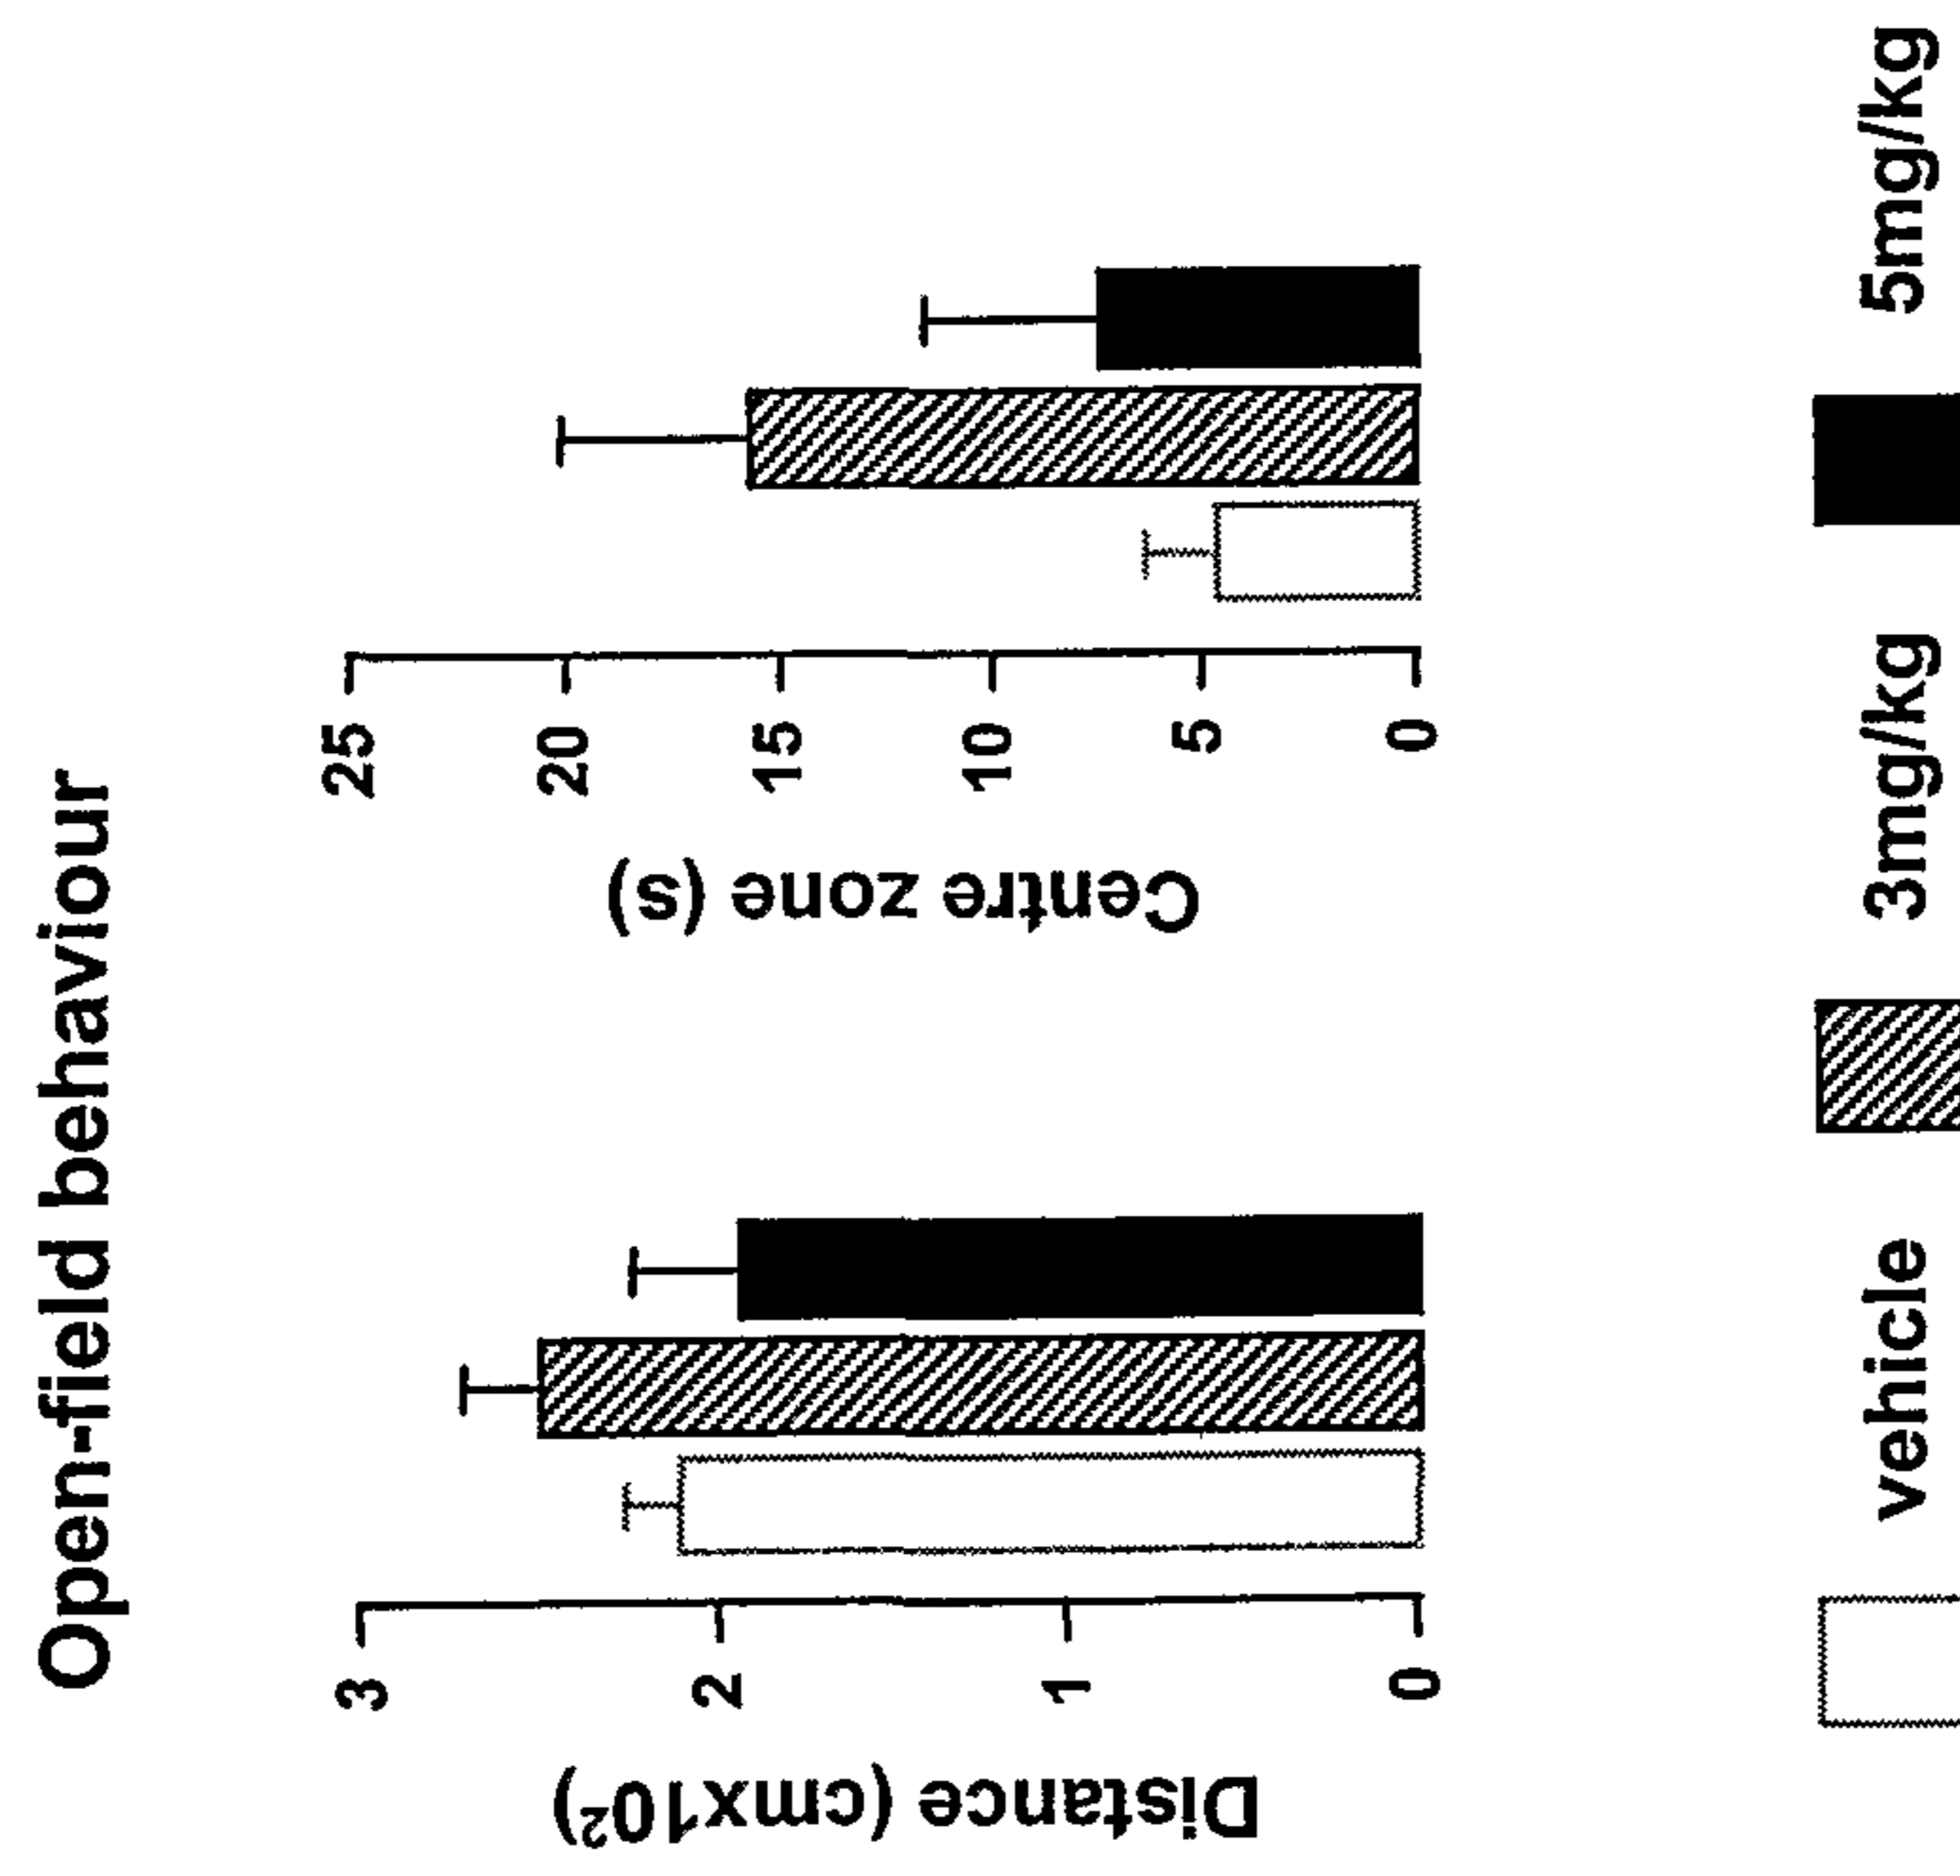 Open-field behaviour
Distance (cmx10²)
3
2
1
0
Centre zone (s)
25
20
15
10
5
0
vehicle
3mg/kg
5mg/kg